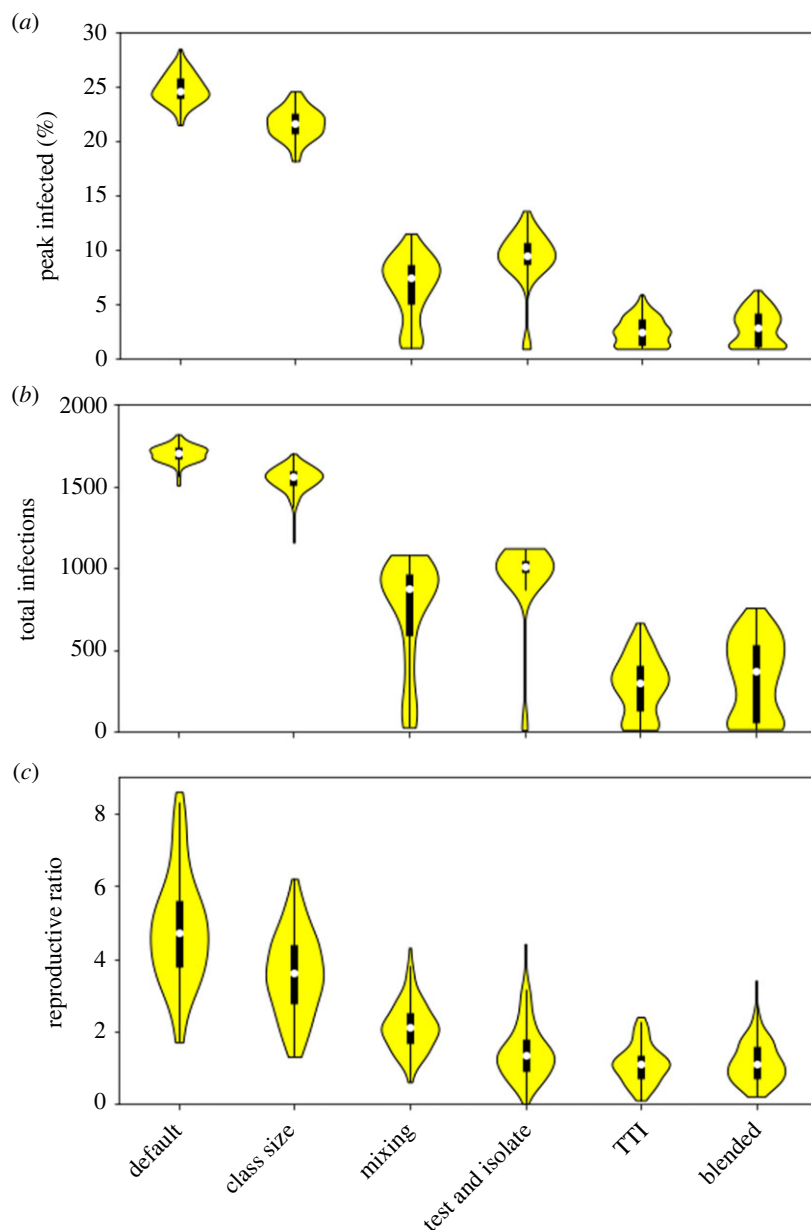 (a)
30
25
20
15
10
5
0
peak infected (%)
(b)
2000
1500
1000
500
0
total infections
(c)
8
6
4
2
0
reproductive ratio
default
class size
mixing
test and isolate
TTI
blended